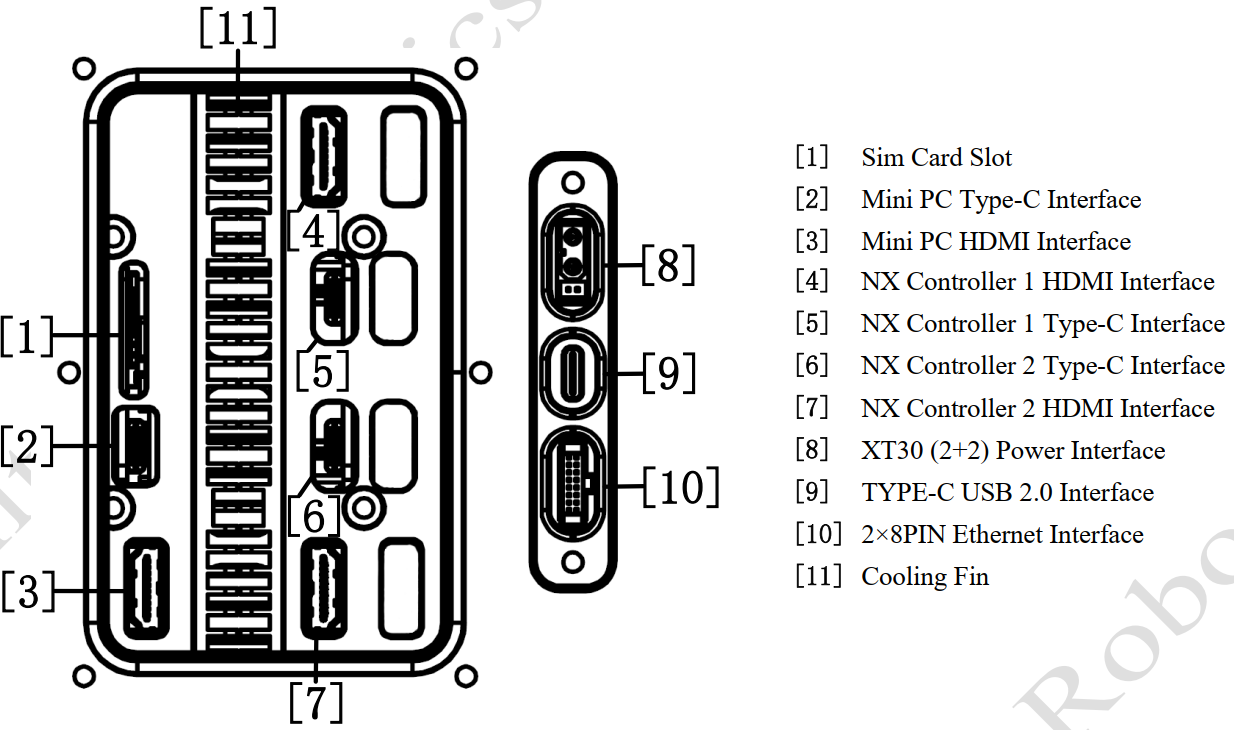 [11]
[4]
[8]
[1]
[5]
[9]
[2]
[10]
[6]
[3]
[7]
[1] Sim Card Slot
[2] Mini PC Type-C Interface
[3] Mini PC HDMI Interface
[4] NX Controller 1 HDMI Interface
[5] NX Controller 1 Type-C Interface
[6] NX Controller 2 Type-C Interface
[7] NX Controller 2 HDMI Interface
[8] XT30 (2+2) Power Interface
[9] TYPE-C USB 2.0 Interface
[10] 2×8PIN Ethernet Interface
[11] Cooling Fin
ics
Robo